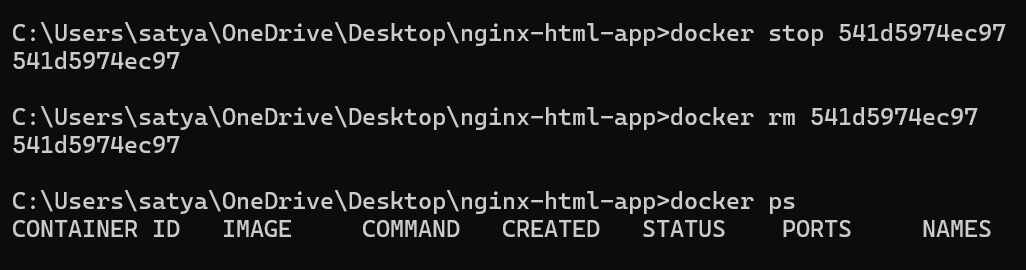 C:\Users\satya\OneDrive\Desktop\nginx-html-app>docker stop 541d5974ec97
541d5974ec97
C:\Users\satya\OneDrive\Desktop\nginx-html-app>docker rm 541d5974ec97
541d5974ec97
C:\Users\satya\OneDrive\Desktop\nginx-html-app>docker ps
CONTAINER ID   IMAGE     COMMAND   CREATED   STATUS    PORTS     NAMES